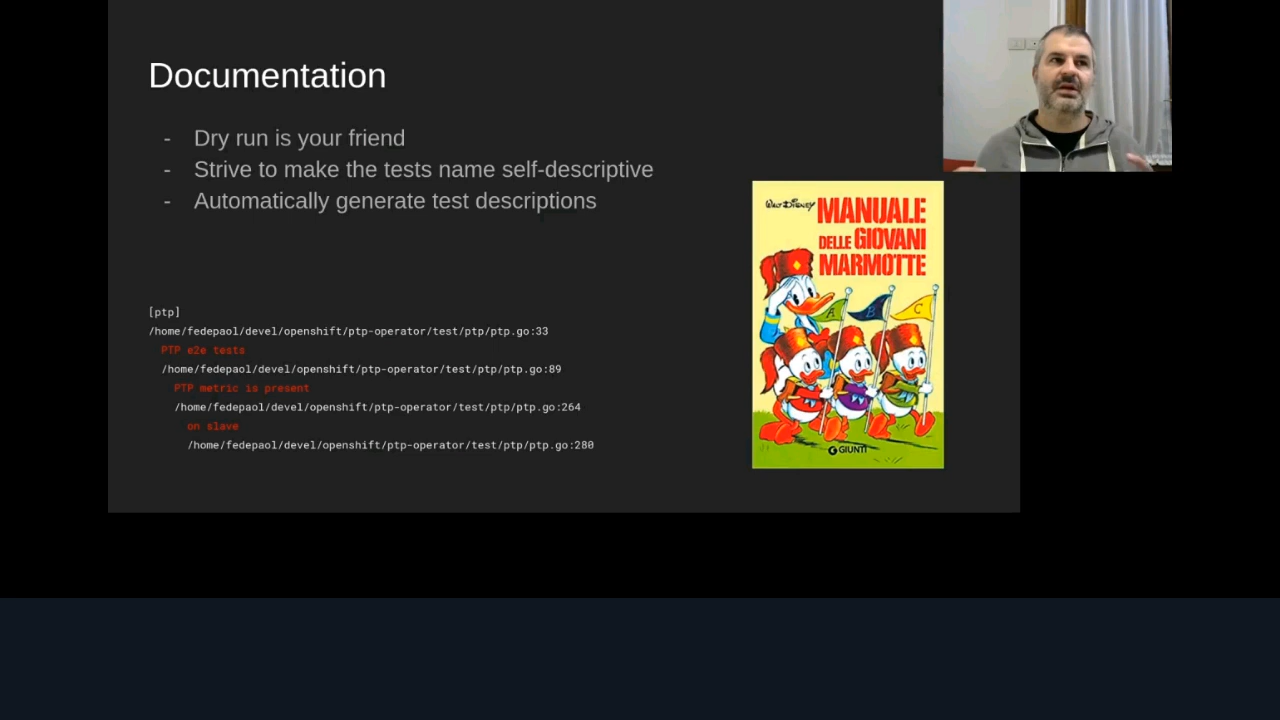 Documentation
- Dry run is your friend
- Strive to make the tests name self-descriptive
- Automatically generate test descriptions
[ptp]
/home/fedepaol/devel/openshift/ptp-operator/test/ptp/ptp.go:33
PTP e2e tests
/home/fedepaol/devel/openshift/ptp-operator/test/ptp/ptp.go:89
PTP metric is present
/home/fedepaol/devel/openshift/ptp-operator/test/ptp/ptp.go:264
on slave
/home/fedepaol/devel/openshift/ptp-operator/test/ptp/ptp.go:280
Walt Disney
MANUALE
DELLE GIOVANI
MARMOTTE
A B C
GIUNTI